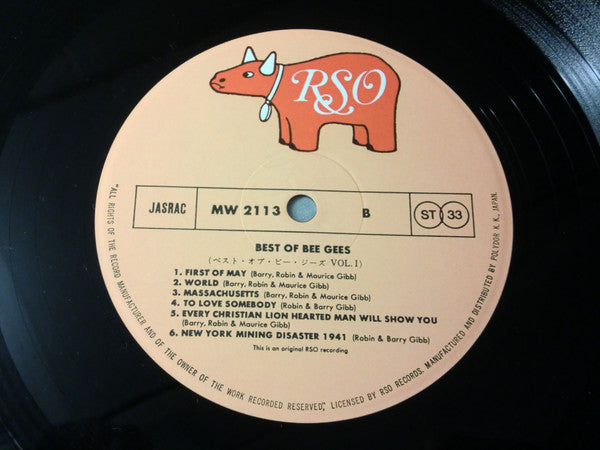 RSO
JASRAC MW 2113 B ST 33
BEST OF BEE GEES
(ベスト・オブ・ビー・ジーズ VOL.1)
1. FIRST OF MAY (Barry, Robin & Maurice Gibb)
2. WORLD (Barry, Robin & Maurice Gibb)
3. MASSACHUSETTS (Barry, Robin & Maurice Gibb)
4. TO LOVE SOMEBODY (Robin & Barry Gibb)
5. EVERY CHRISTIAN LION HEARTED MAN WILL SHOW YOU
(Barry, Robin & Maurice Gibb)
6. NEW YORK MINING DISASTER 1941 (Robin & Barry Gibb)
This is an original RSO recording
"ALL RIGHTS OF THE RECORD MANUFACTURER AND OF THE OWNER OF THE WORK RECORDED RESERVED," LICENSED BY RSO RECORDS. MANUFACTURED AND DISTRIBUTED BY POLYDOR K. K., JAPAN.